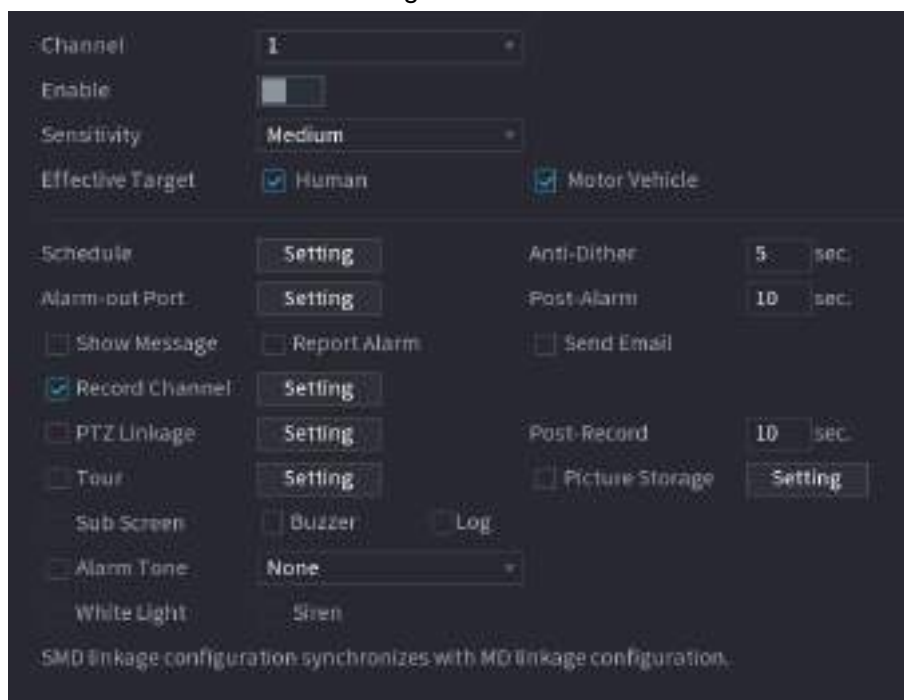 Channel 1
Enable
Sensitivity Medium
Effective Target Human Motor Vehicle
Schedule Setting Anti-Dither 5 sec.
Alarm-out Port Setting Post-Alarm 10 sec.
Show Message Report Alarm Send Email
Record Channel Setting
PTZ Linkage Setting Post-Record 10 sec.
Tour Setting Picture Storage Setting
Sub Screen Buzzer Log
Alarm Tone None
White Light Siren
SMD linkage configuration synchronizes with MD linkage configuration.